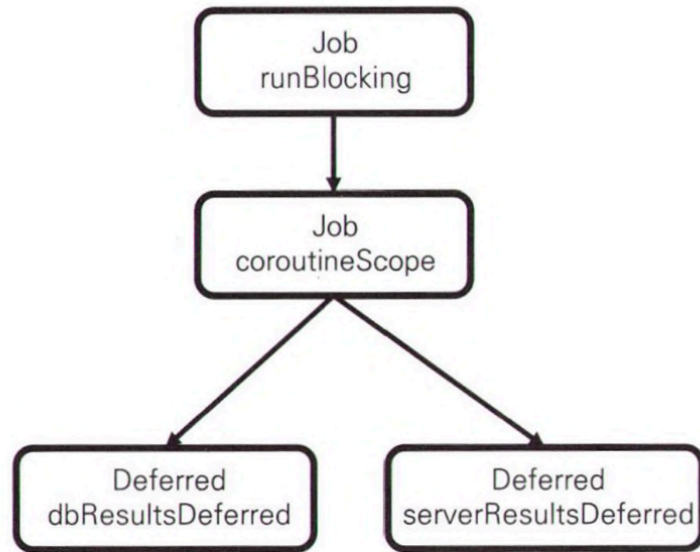 Job
runBlocking
Job
coroutineScope
Deferred
dbResultsDeferred
Deferred
serverResultsDeferred